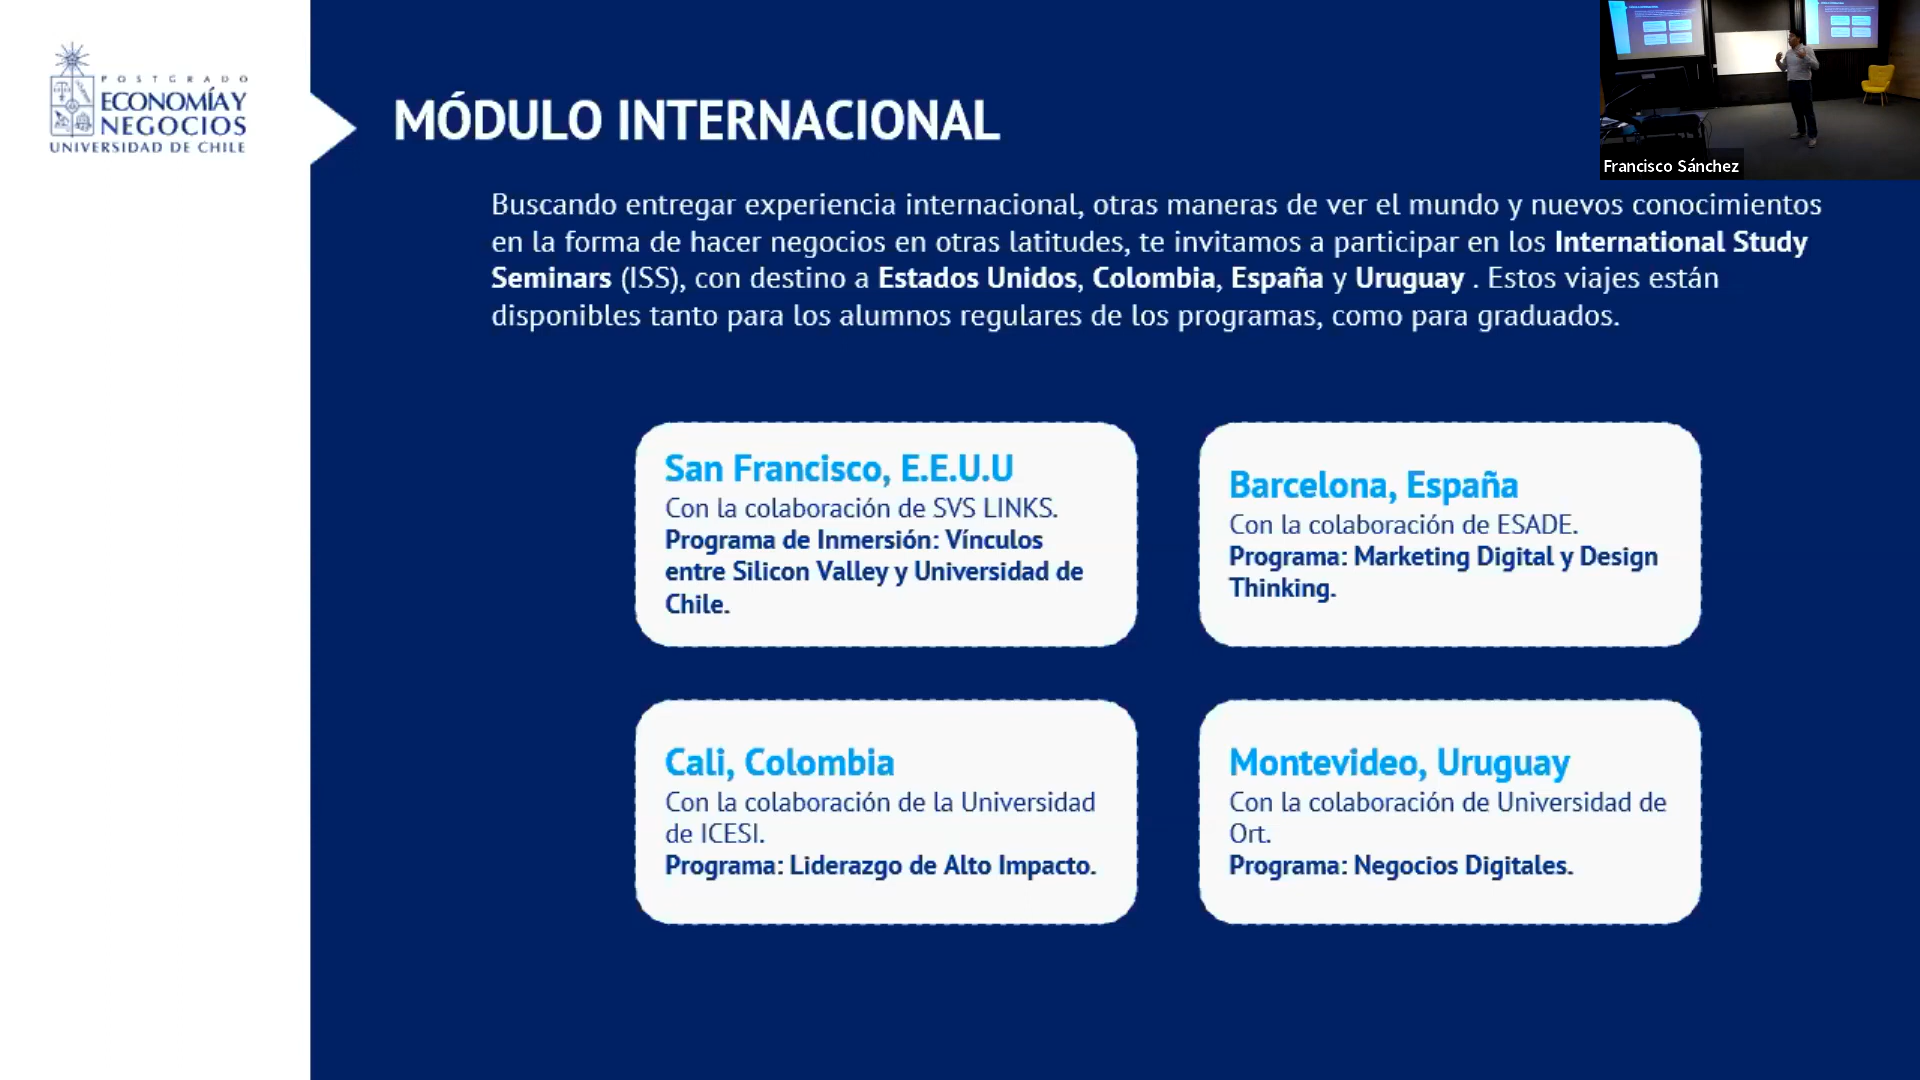 POSTGRADO
ECONOMÍAY
NEGOCIOS
UNIVERSIDAD DE CHILE
MÓDULO INTERNACIONAL
Francisco Sánchez
Buscando entregar experiencia internacional, otras maneras de ver el mundo y nuevos conocimientos
en la forma de hacer negocios en otras latitudes, te invitamos a participar en los International Study
Seminars (ISS), con destino a Estados Unidos, Colombia, España y Uruguay . Estos viajes están
disponibles tanto para los alumnos regulares de los programas, como para graduados.
San Francisco, E.E.U.U
Con la colaboración de SVS LINKS.
Programa de Inmersión: Vínculos
entre Silicon Valley y Universidad de
Chile.
Barcelona, España
Con la colaboración de ESADE.
Programa: Marketing Digital y Design
Thinking.
Cali, Colombia
Con la colaboración de la Universidad
de ICESI.
Programa: Liderazgo de Alto Impacto.
Montevideo, Uruguay
Con la colaboración de Universidad de
Ort.
Programa: Negocios Digitales.